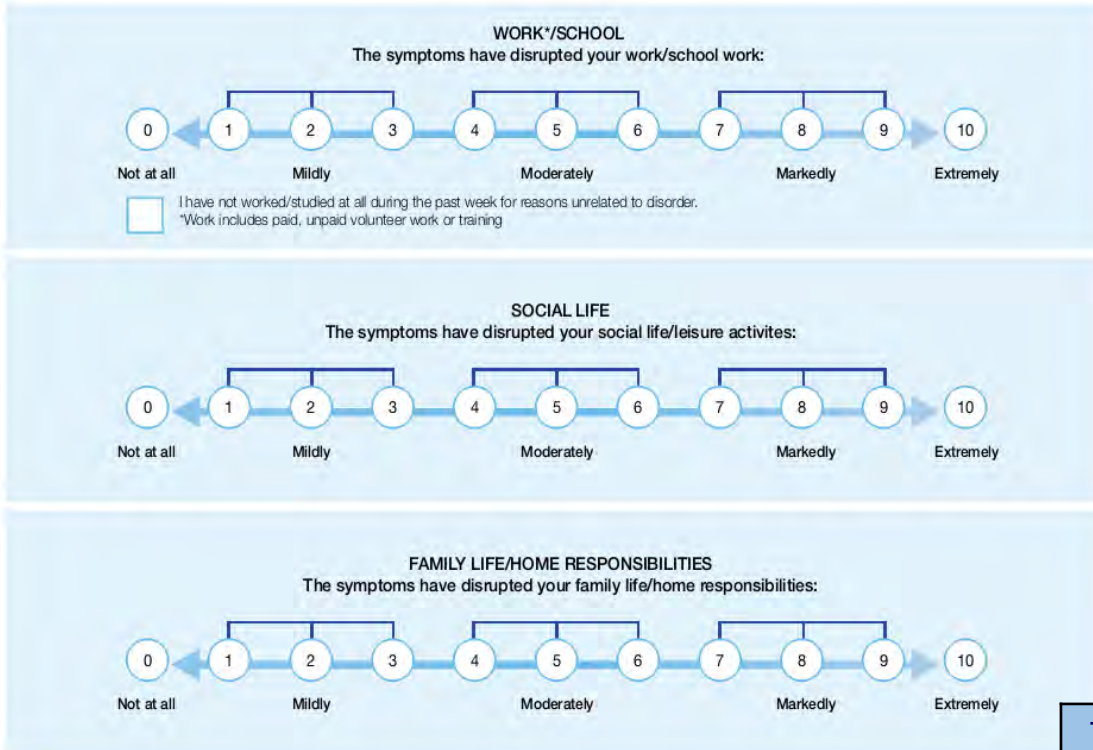 WORK*/SCHOOL
The symptoms have disrupted your work/school work:
0 1 2 3 4 5 6 7 8 9 10
Not at all Mildly Moderately Markedly Extremely
I have not worked/studied at all during the past week for reasons unrelated to disorder.
*Work includes paid, unpaid volunteer work or training
SOCIAL LIFE
The symptoms have disrupted your social life/leisure activites:
0 1 2 3 4 5 6 7 8 9 10
Not at all Mildly Moderately Markedly Extremely
FAMILY LIFE/HOME RESPONSIBILITIES
The symptoms have disrupted your family life/home responsibilities:
0 1 2 3 4 5 6 7 8 9 10
Not at all Mildly Moderately Markedly Extremely